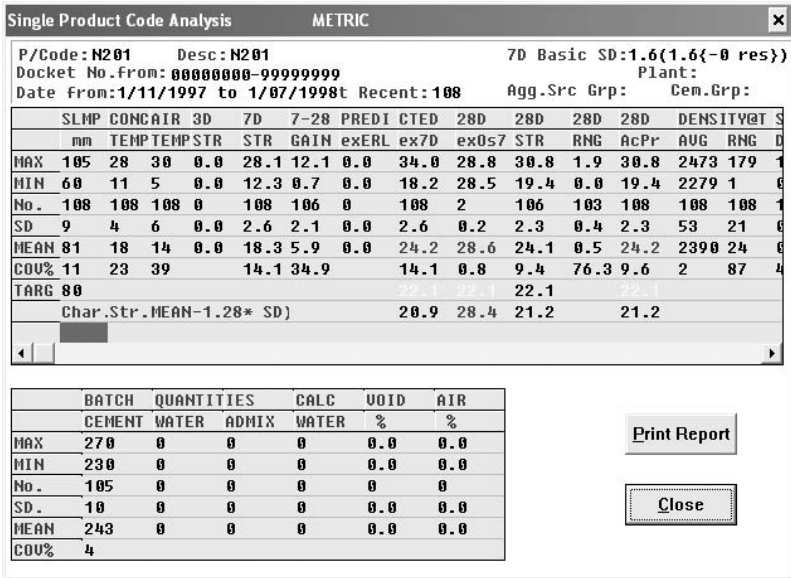 Single Product Code Analysis METRIC
P/Code:N201 Desc:N201 7D Basic SD:1.6(1.6{-0 res})
Docket No.from: 00000000-99999999 Plant:
Date from:1/11/1997 to 1/07/1998t Recent:108 Agg.Src Grp: Cem.Grp:
SLMP CONCAIR 3D 7D 7-28 PREDI CTED 28D 28D 28D 28D DENSITY@T S
mm TEMPTEMPSTR STR GAIN exERL ex7D exOs7 STR RNG AcPr AVG RNG D
MAX 105 28 30 0.0 28.1 12.1 0.0 34.0 28.8 30.8 1.9 30.8 2473 179 1
MIN 60 11 5 0.0 12.3 0.7 0.0 18.2 28.5 19.4 0.0 19.4 2279 1
No. 108 108 108 0 108 106 0 108 2 106 103 108 108 108 1
SD 9 4 6 0.0 2.6 2.1 0.0 2.6 0.2 2.3 0.4 2.3 53 21
MEAN 81 18 14 0.0 18.3 5.9 0.0 24.2 28.6 24.1 0.5 24.2 2390 24
COV% 11 23 39 14.1 34.9 14.1 0.8 9.4 76.3 9.6 2 87 4
TARG 80 22.1 22.1 22.1 22.1
Char.Str.MEAN-1.28* SD) 20.9 28.4 21.2 21.2
BATCH QUANTITIES CALC VOID AIR
CEMENT WATER ADMIX WATER % %
MAX 270 0 0 0 0.0 0.0
MIN 230 0 0 0 0.0 0.0
No. 105 0 0 0 0 0
SD. 10 0 0 0 0.0 0.0
MEAN 243 0 0 0 0.0 0.0
COV% 4
Print Report
Close